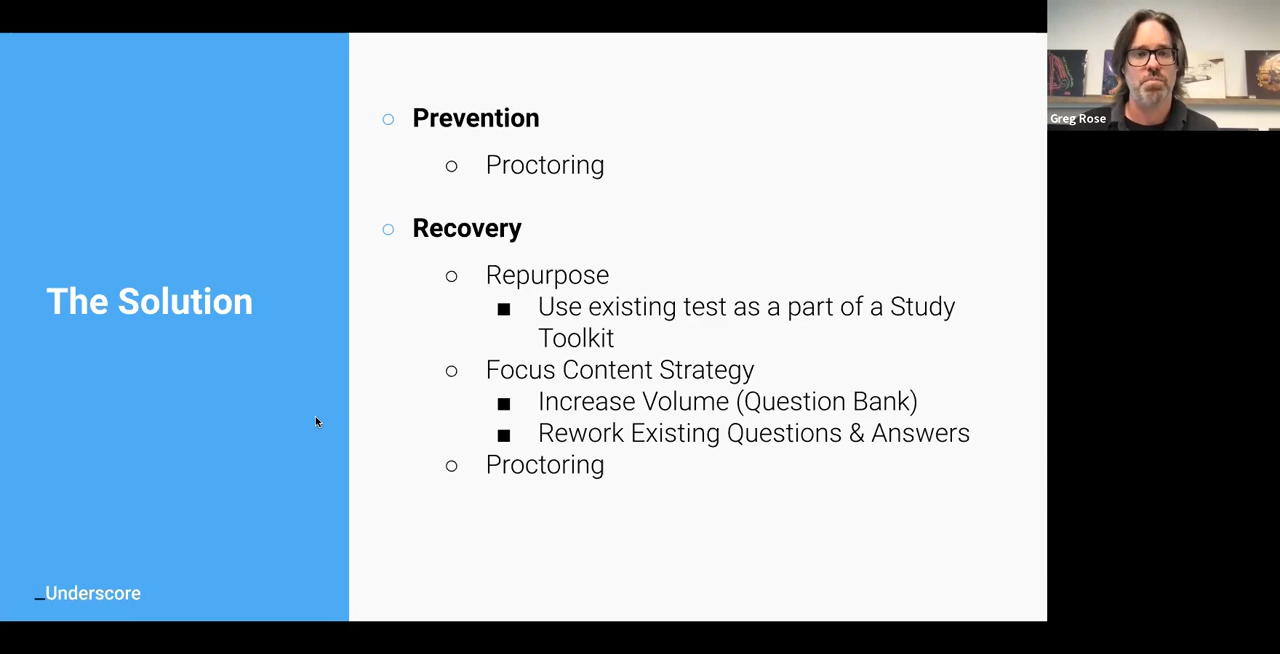 Prevention
Proctoring
Recovery
Repurpose
Use existing test as a part of a Study
Toolkit
The Solution
Focus Content Strategy
Increase Volume (Question Bank)
Rework Existing Questions & Answers
Proctoring
_Underscore
Greg Rose